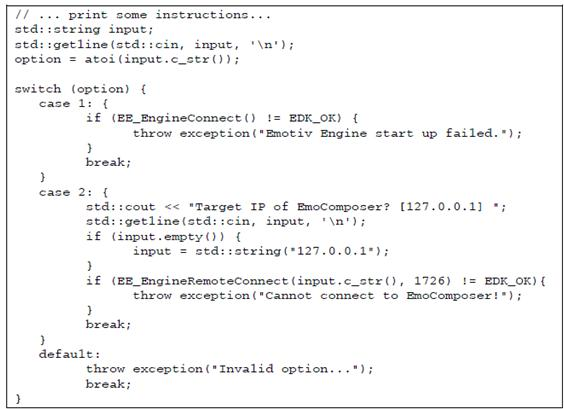 // ... print some instructions...
std::string input;
std::getline(std::cin, input, '\n');
option = atoi(input.c_str());

switch (option) {
    case 1: {
          if (EE_EngineConnect() != EDK_OK) {
                throw exception("Emotiv Engine start up failed.");
          }
          break;
    }
    case 2: {
          std::cout << "Target IP of EmoComposer? [127.0.0.1] ";
          std::getline(std::cin, input, '\n');
          if (input.empty()) {
                input = std::string("127.0.0.1");
          }
          if (EE_EngineRemoteConnect(input.c_str(), 1726) != EDK_OK){
                throw exception("Cannot connect to EmoComposer!");
          }
          break;
    }
    default:
          throw exception("Invalid option...");
          break;
}